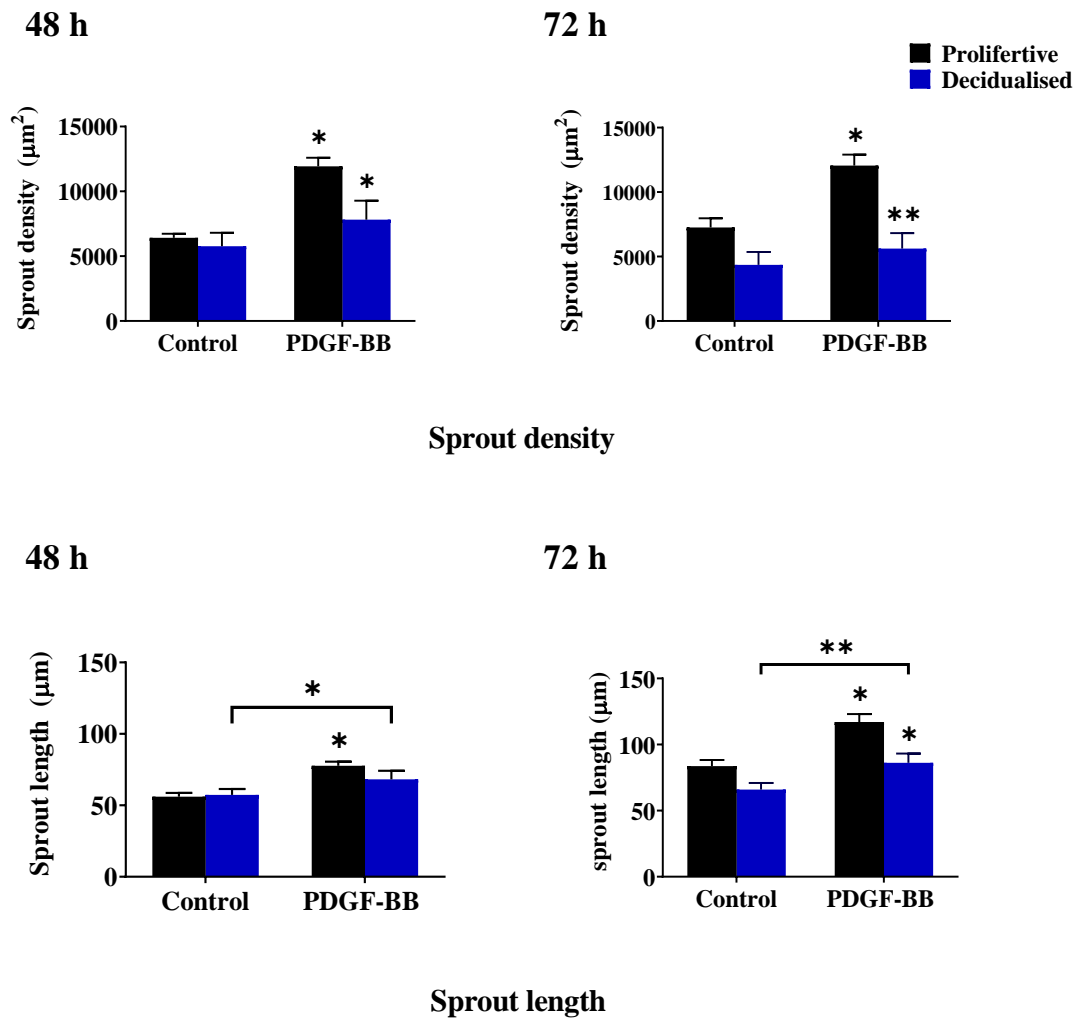 48 h
72 h
Prolifertive
Decidualised
Sprout density (μm²)
15000
10000
5000
0
*
*
Control
PDGF-BB
Sprout density (μm²)
15000
10000
5000
0
*
**
Control
PDGF-BB
Sprout density
48 h
72 h
Sprout length (μm)
150
100
50
0
*
*
Control
PDGF-BB
sprout length (μm)
150
100
50
0
**
*
*
Control
PDGF-BB
Sprout length